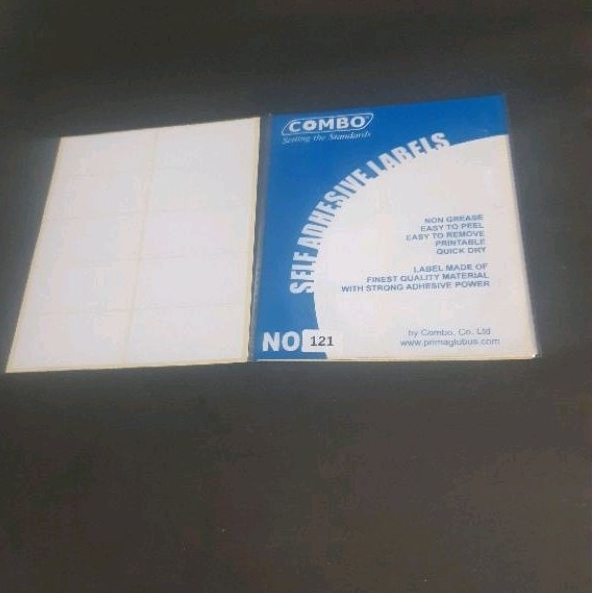 COMBO
Setting the Standards
SELF ADHESIVE LABELS
NON GREASE
EASY TO PEEL
EASY TO REMOVE
PRINTABLE
QUICK DRY
LABEL MADE OF
FINEST QUALITY MATERIAL
WITH STRONG ADHESIVE POWER
NO 121
by Combo, Co. Ltd
www.primaglobus.com